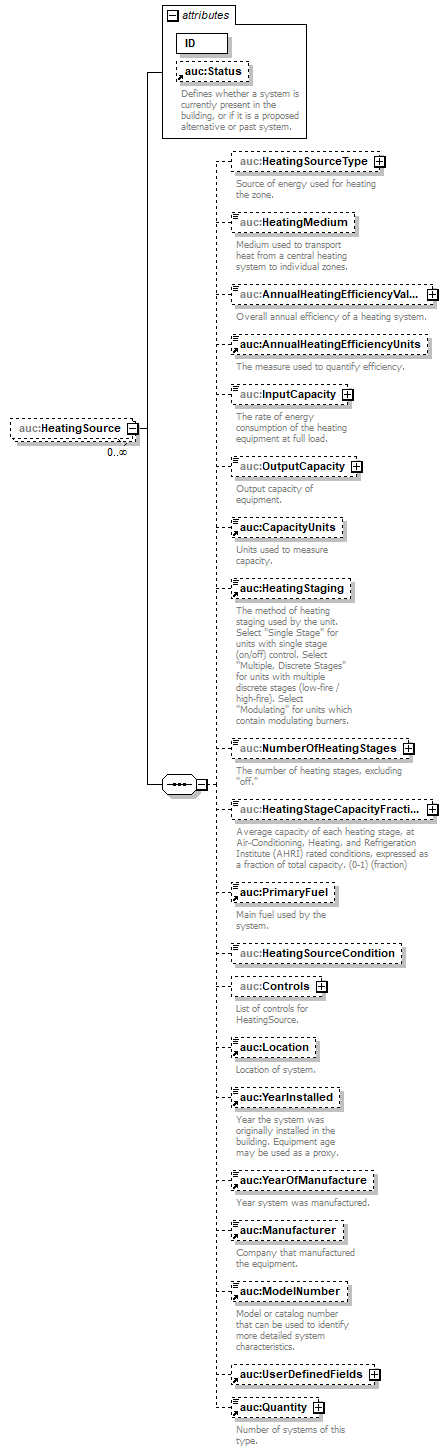 attributes
ID
auc:Status
Defines whether a system is
currently present in the
building, or if it is a proposed
alternative or past system.
auc:HeatingSourceType
Source of energy used for heating
the zone.
auc:HeatingMedium
Medium used to transport
heat from a central heating
system to individual zones.
auc:AnnualHeatingEfficiencyVal...
Overall annual efficiency of a heating system.
auc:AnnualHeatingEfficiencyUnits
The measure used to quantify efficiency.
auc:InputCapacity
The rate of energy
consumption of the heating
equipment at full load.
auc:HeatingSource
0..∞
auc:OutputCapacity
Output capacity of
equipment.
auc:CapacityUnits
Units used to measure
capacity.
auc:HeatingStaging
The method of heating
staging used by the unit.
Select "Single Stage" for
units with single stage
(on/off) control. Select
"Multiple, Discrete Stages"
for units with multiple
discrete stages (low-fire /
high-fire). Select
"Modulating" for units which
contain modulating burners.
auc:NumberOfHeatingStages
The number of heating stages, excluding
"off."
auc:HeatingStageCapacityFracti...
Average capacity of each heating stage, at
Air-Conditioning, Heating, and Refrigeration
Institute (AHRI) rated conditions, expressed as
a fraction of total capacity. (0-1) (fraction)
auc:PrimaryFuel
Main fuel used by the
system.
auc:HeatingSourceCondition
auc:Controls
List of controls for
HeatingSource.
auc:Location
Location of system.
auc:YearInstalled
Year the system was
originally installed in the
building. Equipment age
may be used as a proxy.
auc:YearOfManufacture
Year system was manufactured.
auc:Manufacturer
Company that manufactured
the equipment.
auc:ModelNumber
Model or catalog number
that can be used to identify
more detailed system
characteristics.
auc:UserDefinedFields
auc:Quantity
Number of systems of this
type.